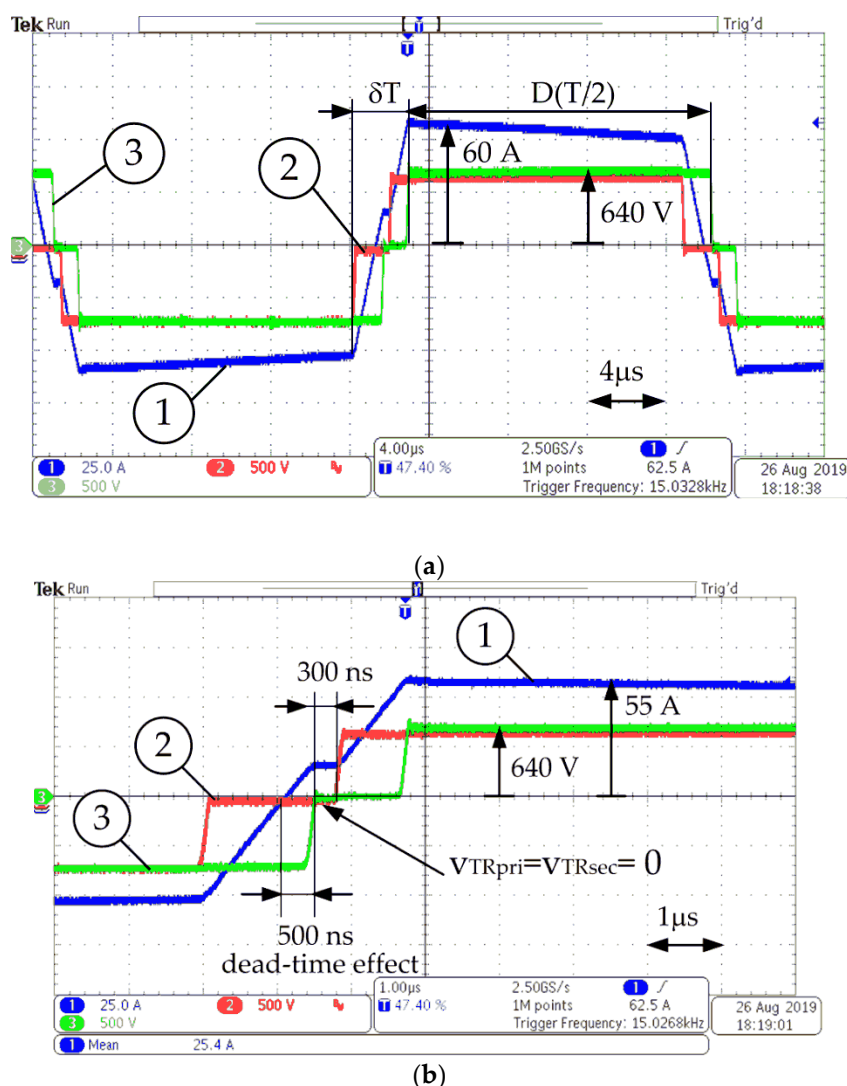 Tek Run
Trig'd
T
T
δT
D(T/2)
3
2
60 A
640 V
3
1
4µs
1 25.0 A 2 500 V
3 500 V
4.00µs 2.50GS/s 1
T 47.40 % 1M points 62.5 A
Trigger Frequency: 15.0328kHz
26 Aug 2019
18:18:38
(a)
Tek Run
Trig'd
T
1
300 ns
55 A
2
640 V
3
3
VTRpri=VTRsec= 0
500 ns
dead-time effect
1µs
1 25.0 A 2 500 V
3 500 V
1.00µs 2.50GS/s 1
T 47.40 % 1M points 62.5 A
Trigger Frequency: 15.0268kHz
26 Aug 2019
18:19:01
1 Mean 25.4 A
(b)